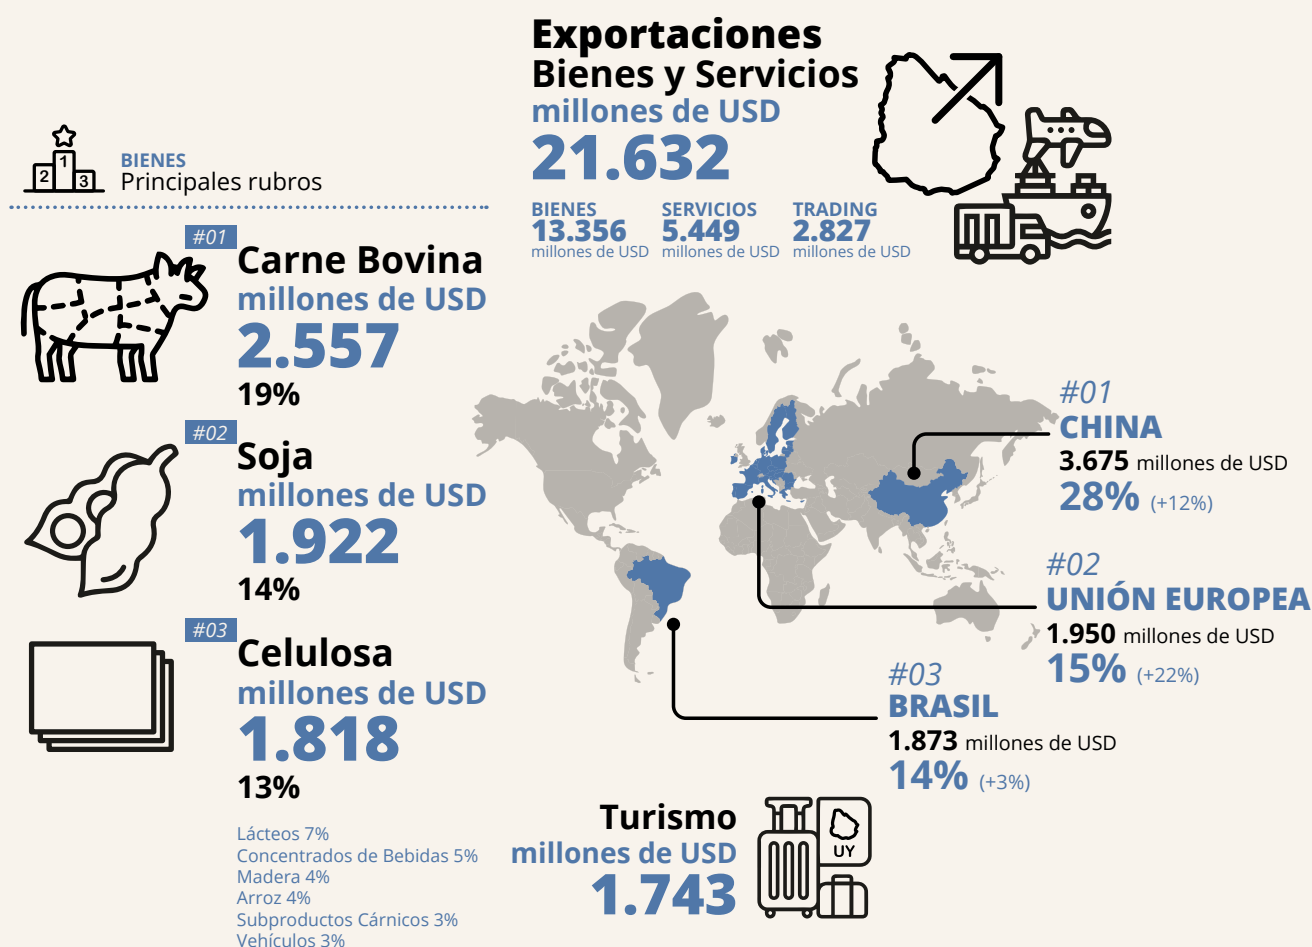 Exportaciones
Bienes y Servicios
millones de USD
21.632
BIENES SERVICIOS TRADING
13.356 5.449 2.827
millones de USD millones de USD millones de USD
1
2
3
BIENES
Principales rubros
#01
Carne Bovina
millones de USD
2.557
19%
#02
Soja
millones de USD
1.922
14%
#03
Celulosa
millones de USD
1.818
13%
Lácteos 7%
Concentrados de Bebidas 5%
Madera 4%
Arroz 4%
Subproductos Cárnicos 3%
Vehículos 3%
#01
CHINA
3.675 millones de USD
28% (+12%)
#02
UNIÓN EUROPEA
1.950 millones de USD
15% (+22%)
#03
BRASIL
1.873 millones de USD
14% (+3%)
Turismo
millones de USD
1.743
UY